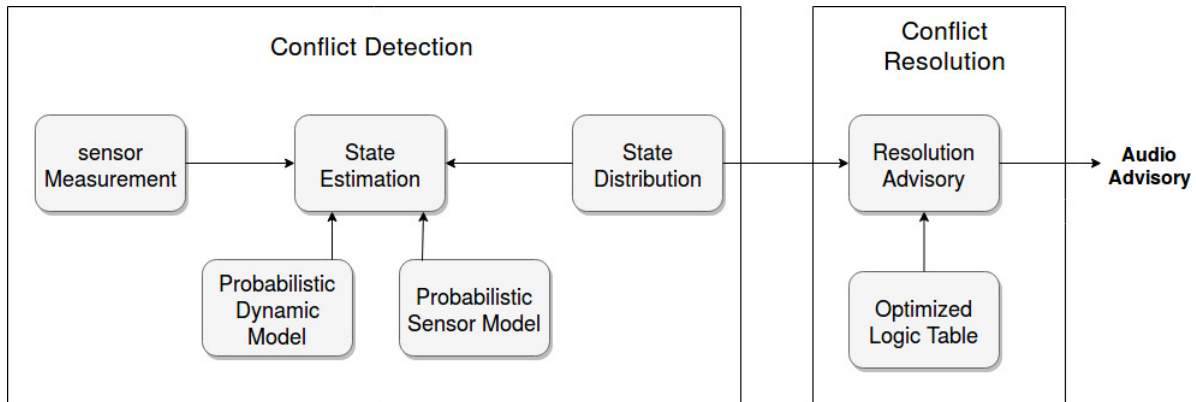 Conflict Detection
Conflict
Resolution
sensor
Measurement
State
Estimation
State
Distribution
Resolution
Advisory
Audio
Advisory
Probabilistic
Dynamic
Model
Probabilistic
Sensor Model
Optimized
Logic Table